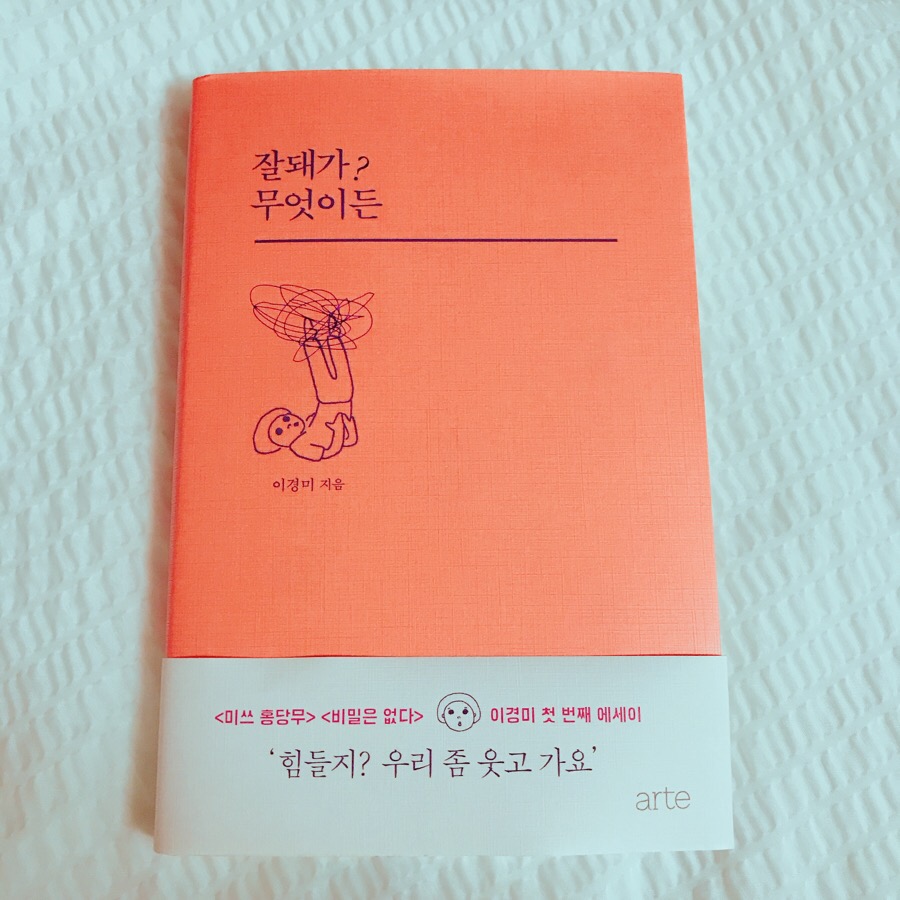 잘돼가?
무엇이든
이경미 지음
<미쓰 홍당무> <비밀은 없다> 이경미 첫 번째 에세이
‘힘들지? 우리 좀 웃고 가요’
arte